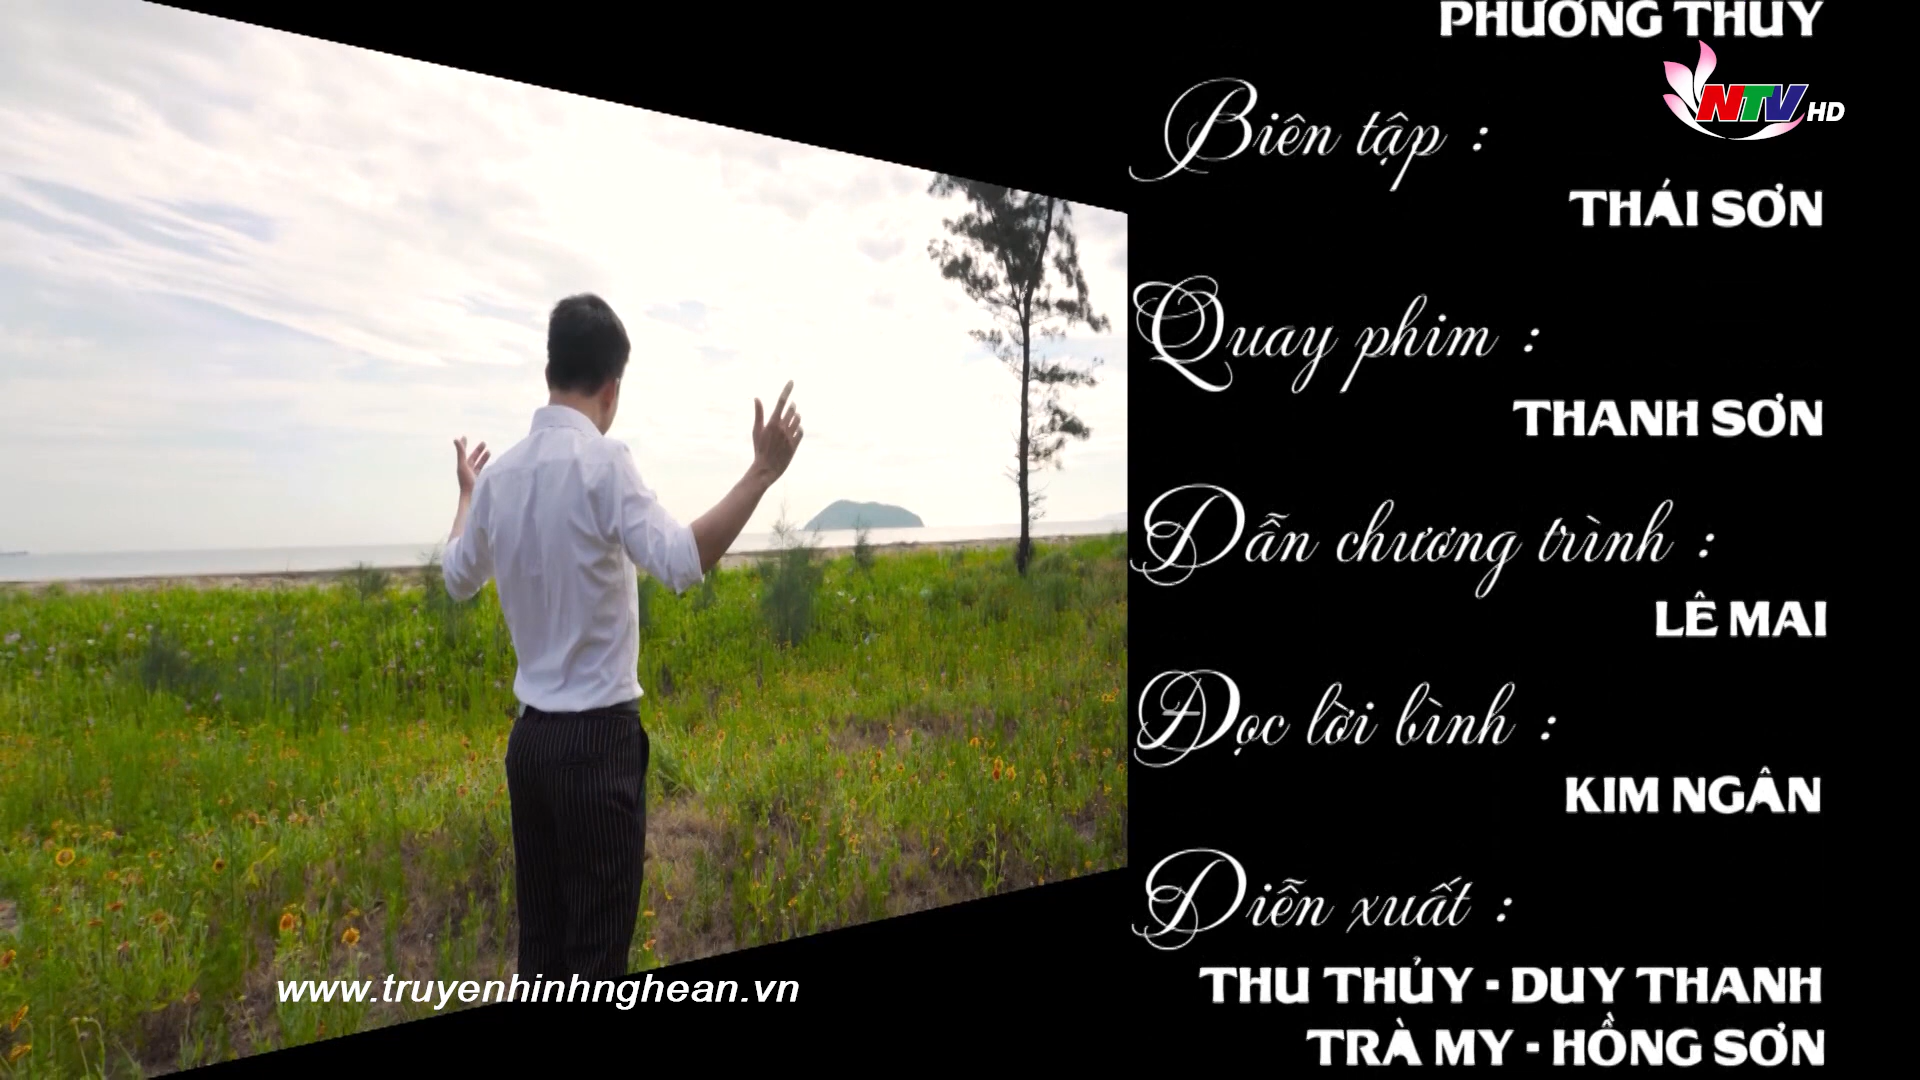 PHƯƠNG THÚY
NTV HD
Biên tập :
THÁI SƠN
Quay phim :
THANH SƠN
Dẫn chương trình :
LÊ MAI
Đọc lời bình :
KIM NGÂN
Diễn xuất :
THU THỦY - DUY THANH
TRÀ MY - HỒNG SƠN
www.truyenhinhnghean.vn